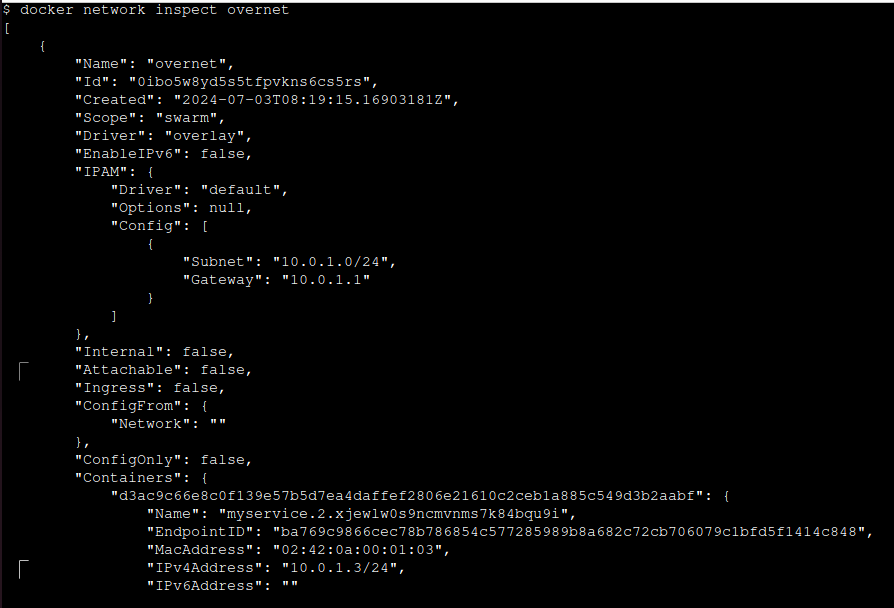 $ docker network inspect overnet
[
    {
        "Name": "overnet",
        "Id": "0ibo5w8yd5s5tfpvkns6cs5rs",
        "Created": "2024-07-03T08:19:15.16903181Z",
        "Scope": "swarm",
        "Driver": "overlay",
        "EnableIPv6": false,
        "IPAM": {
            "Driver": "default",
            "Options": null,
            "Config": [
                {
                    "Subnet": "10.0.1.0/24",
                    "Gateway": "10.0.1.1"
                }
            ]
        },
        "Internal": false,
        "Attachable": false,
        "Ingress": false,
        "ConfigFrom": {
            "Network": ""
        },
        "ConfigOnly": false,
        "Containers": {
            "d3ac9c66e8c0f139e57b5d7ea4daffef2806e21610c2ceb1a885c549d3b2aabf": {
                "Name": "myservice.2.xjewlw0s9ncmvnms7k84bqu9i",
                "EndpointID": "ba769c9866cec78b786854c577285989b8a682c72cb706079c1bfd5f1414c848",
                "MacAddress": "02:42:0a:00:01:03",
                "IPv4Address": "10.0.1.3/24",
                "IPv6Address": ""